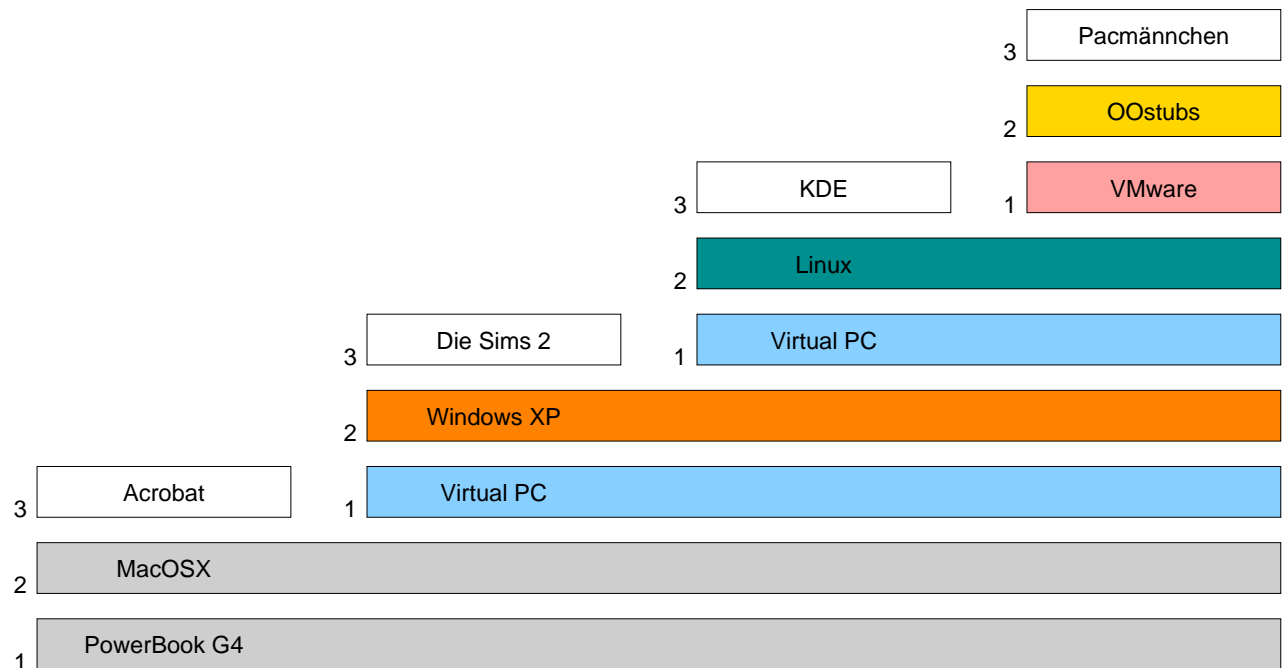 Pacmännchen
3
OOstubs
2
KDE
VMware
3
1
Linux
2
Die Sims 2
Virtual PC
3
1
Windows XP
2
Acrobat
Virtual PC
3
1
MacOSX
2
PowerBook G4
1